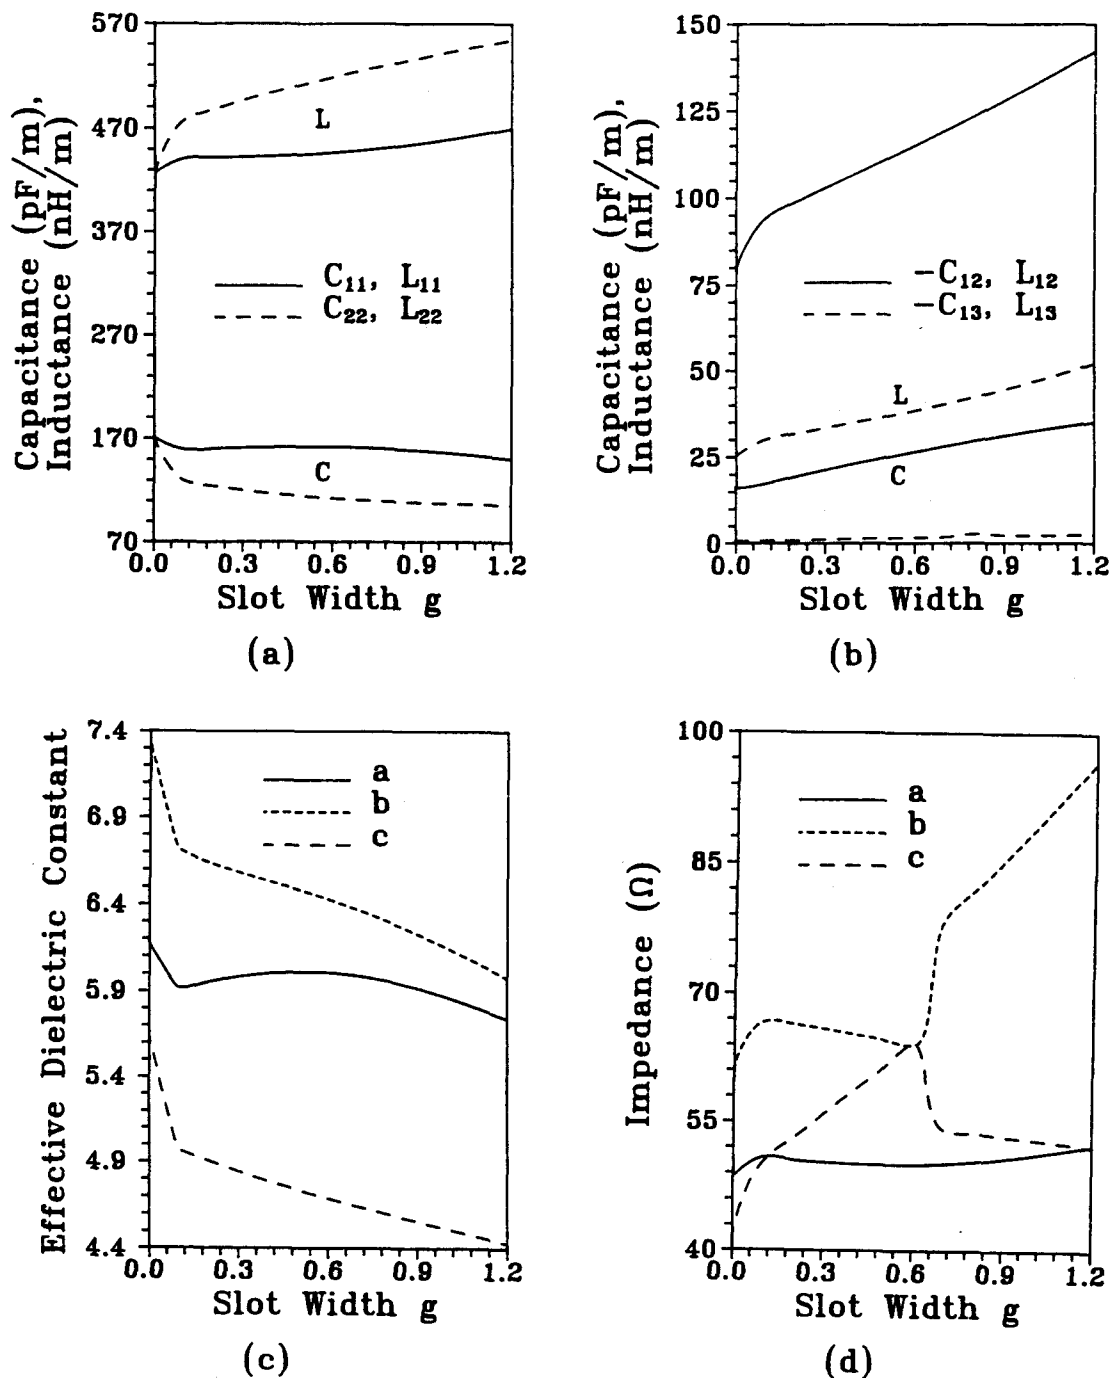 570
470
370
270
170
70
Capacitance (pF/m),
Inductance (nH/m)
L
C₁₁, L₁₁
C₂₂, L₂₂
C
0.0 0.3 0.6 0.9 1.2
Slot Width g
(a)
150
125
100
75
50
25
0
Capacitance (pF/m),
Inductance (nH/m)
−C₁₂, L₁₂
−C₁₃, L₁₃
L
C
0.0 0.3 0.6 0.9 1.2
Slot Width g
(b)
7.4
6.9
6.4
5.9
5.4
4.9
4.4
Effective Dielectric Constant
a
b
c
0.0 0.3 0.6 0.9 1.2
Slot Width g
(c)
100
85
70
55
40
Impedance (Ω)
a
b
c
0.0 0.3 0.6 0.9 1.2
Slot Width g
(d)